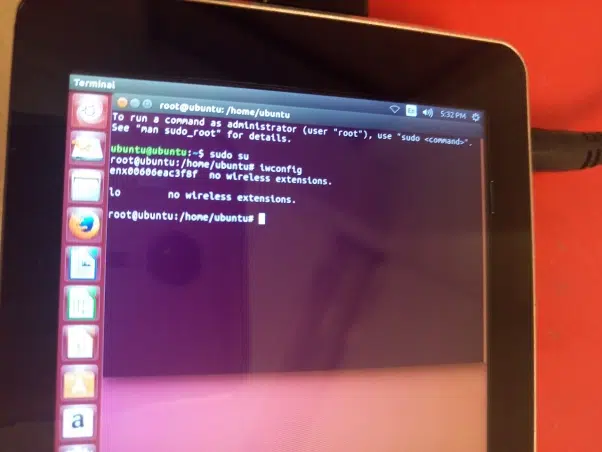 Terminal
root@ubuntu: /home/ubuntu
En
5:32 PM
To run a command as administrator (user "root"), use "sudo <command>".
See "man sudo_root" for details.
ubuntu@ubuntu:~$ sudo su
root@ubuntu:/home/ubuntu# iwconfig
enx00606eac3f8f  no wireless extensions.
lo        no wireless extensions.
root@ubuntu:/home/ubuntu#
a